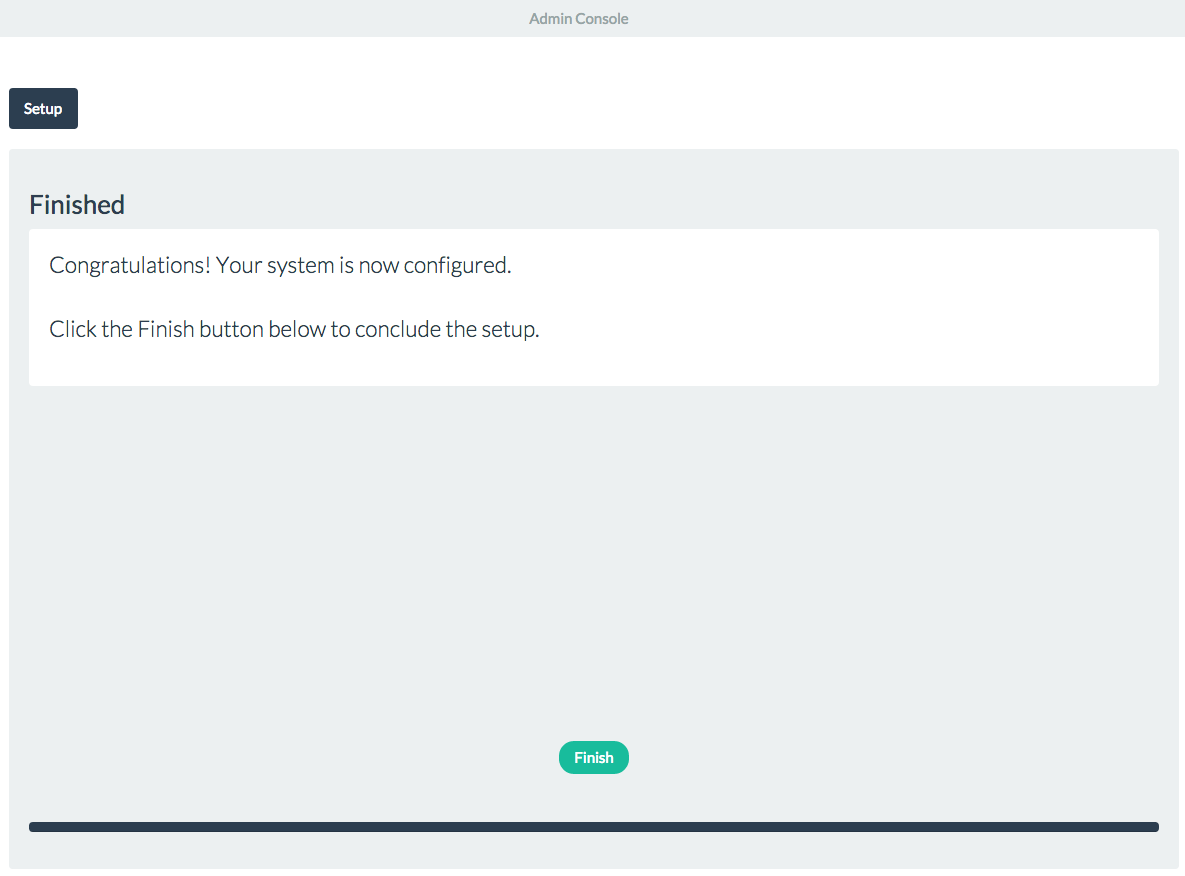 Admin Console
Setup
Finished
Congratulations! Your system is now configured.
Click the Finish button below to conclude the setup.
Finish